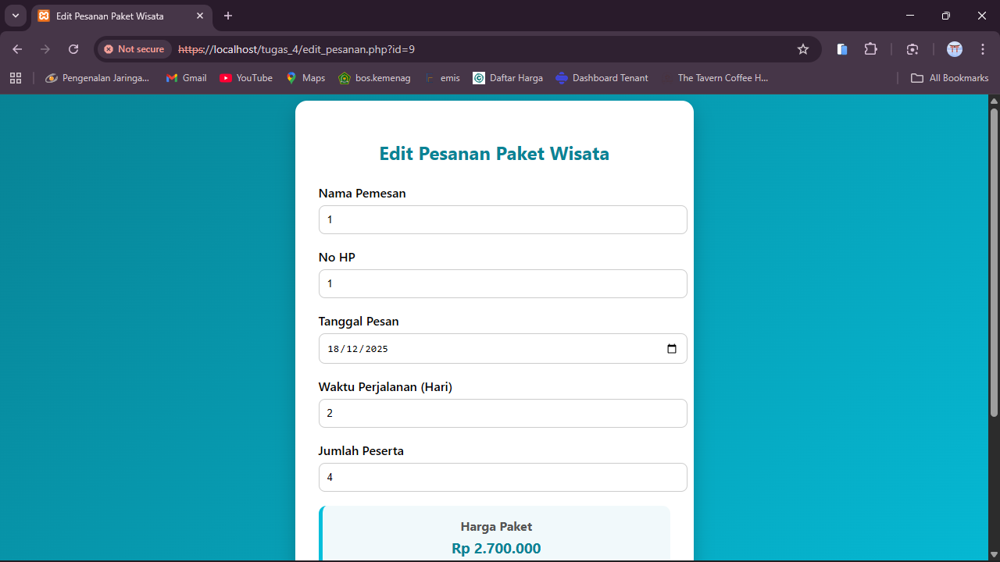 Edit Pesanan Paket Wisata
Not secure https://localhost/tugas_4/edit_pesanan.php?id=9
Pengenalan Jaringa... Gmail YouTube Maps bos.kemenag emis Daftar Harga Dashboard Tenant The Tavern Coffee H... All Bookmarks
Edit Pesanan Paket Wisata
Nama Pemesan
1
No HP
1
Tanggal Pesan
18/12/2025
Waktu Perjalanan (Hari)
2
Jumlah Peserta
4
Harga Paket
Rp 2.700.000